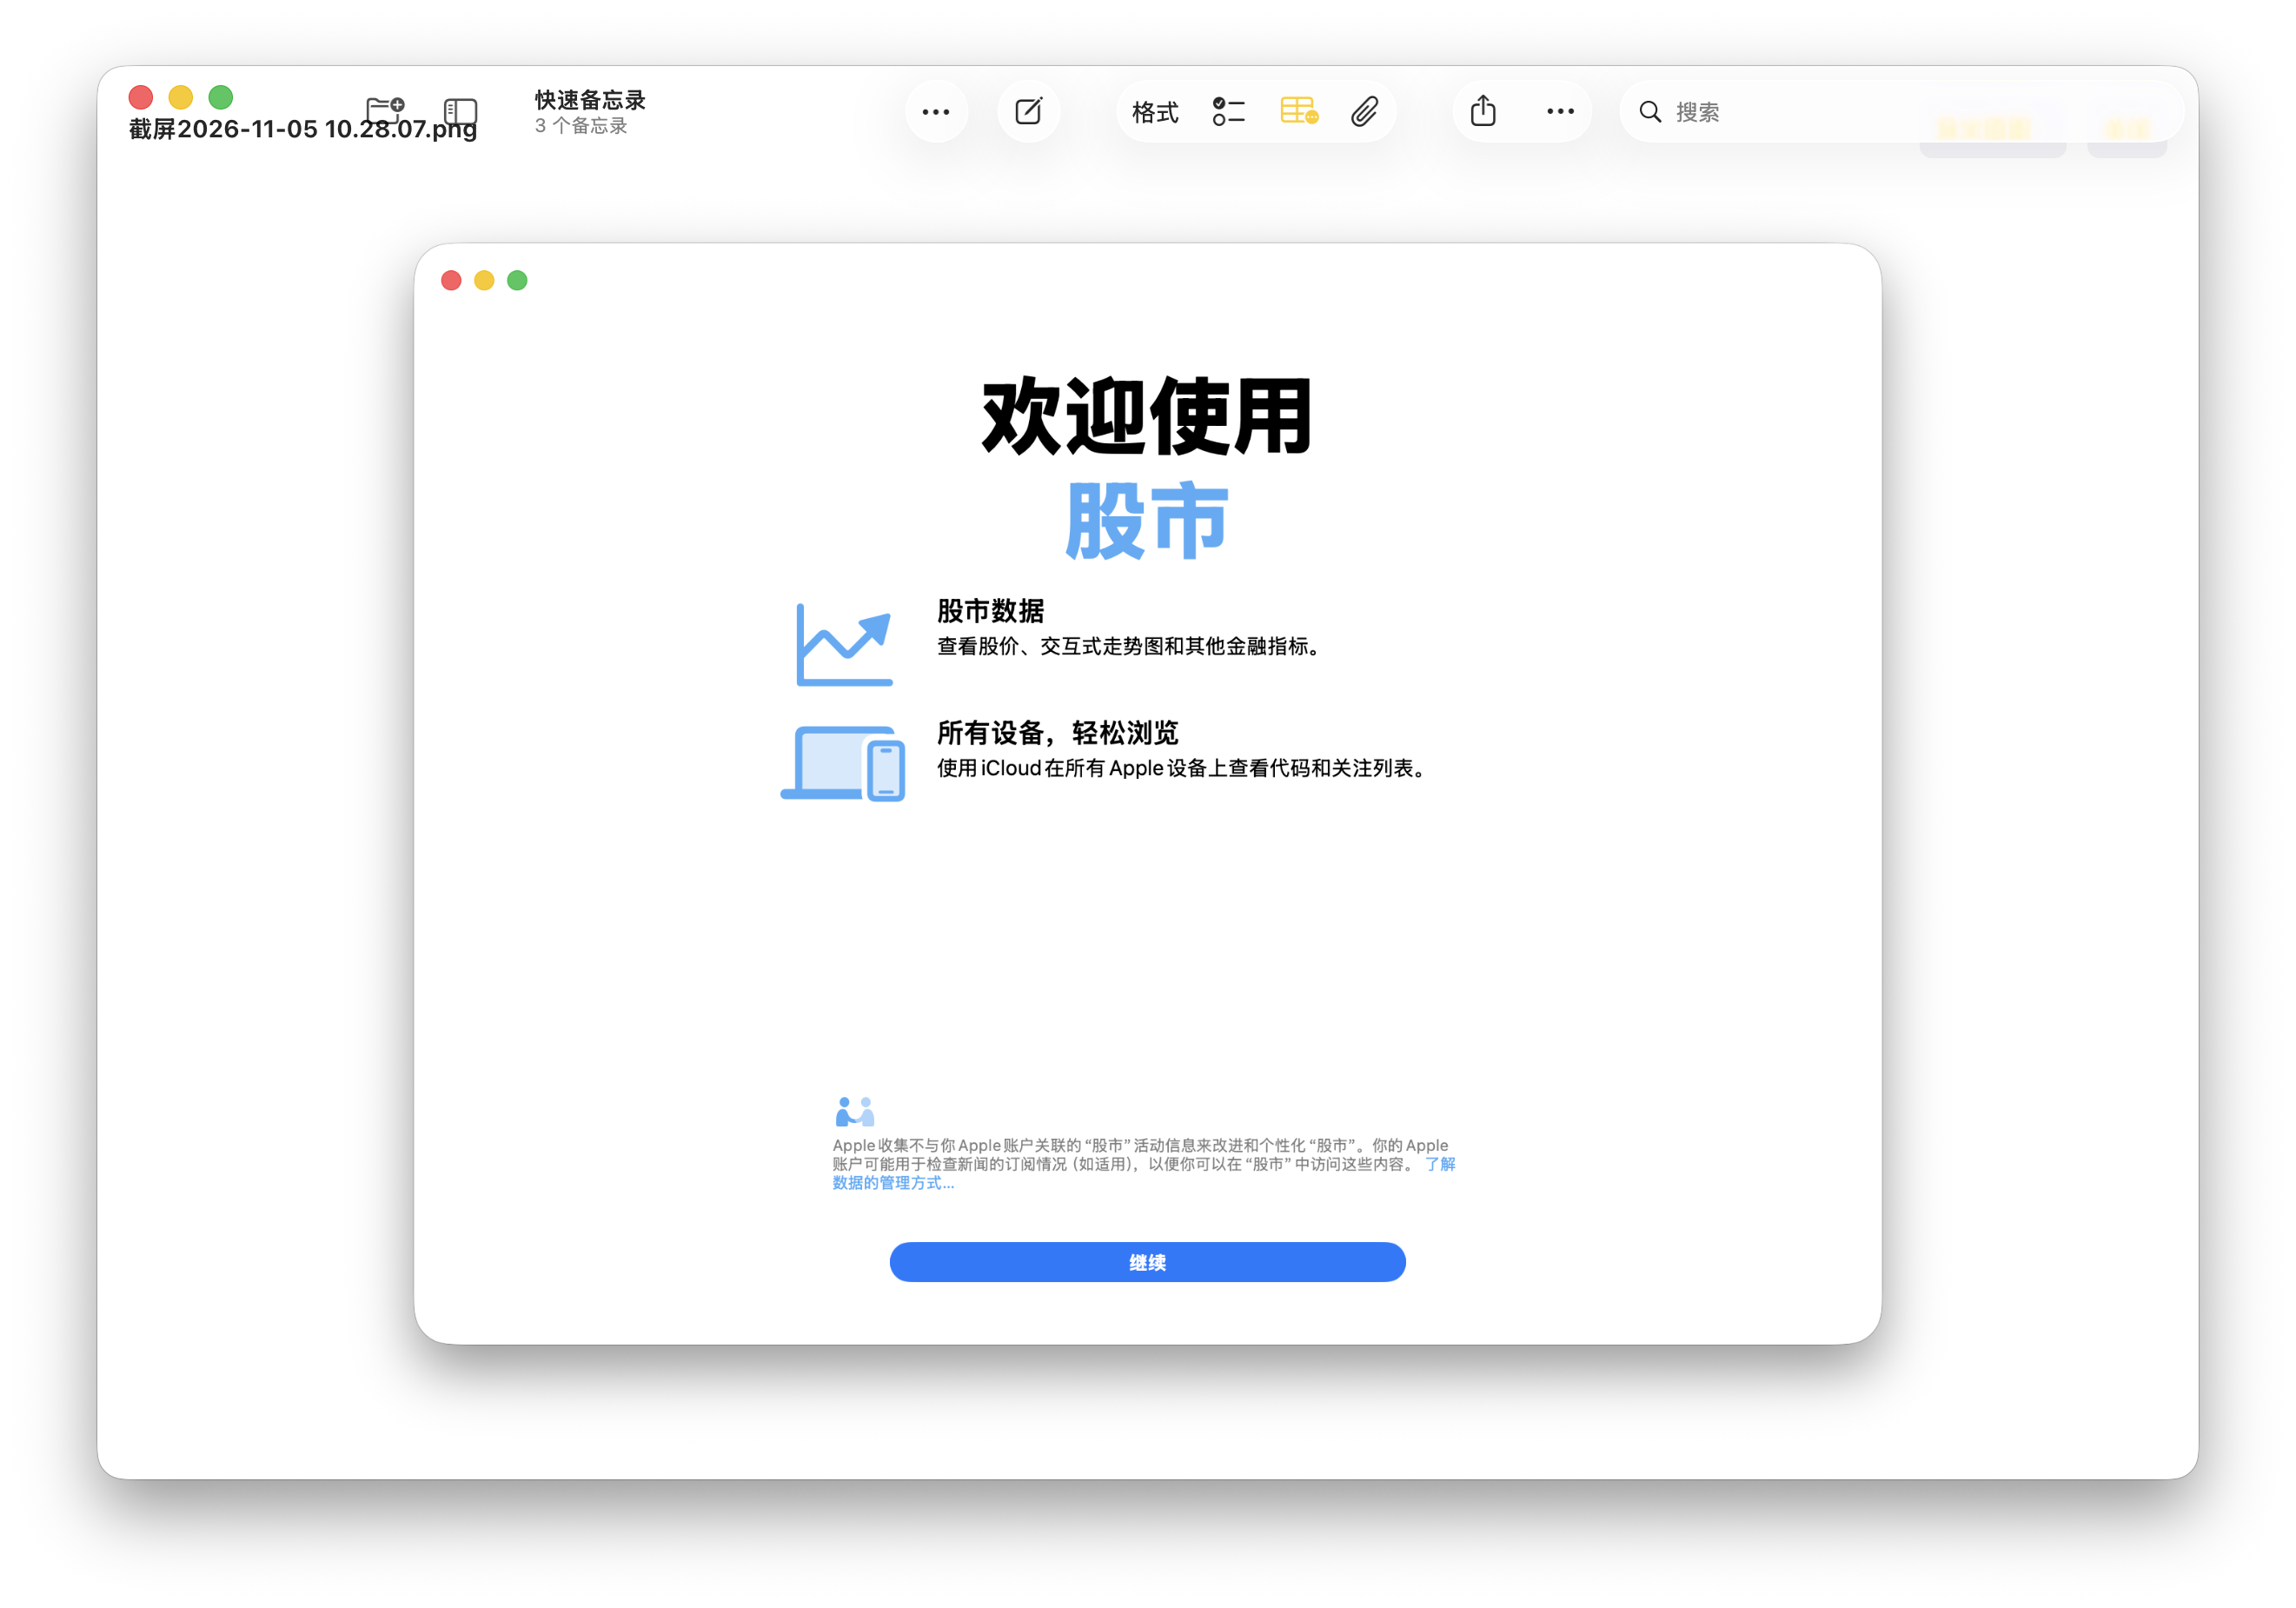 快速备忘录
3 个备忘录
截屏2026-11-05 10.28.07.png
格式
搜索
欢迎使用
股市
股市数据
查看股价、交互式走势图和其他金融指标。
所有设备，轻松浏览
使用 iCloud 在所有 Apple 设备上查看代码和关注列表。
Apple 收集不与你 Apple 账户关联的“股市”活动信息来改进和个性化“股市”。你的 Apple
账户可能用于检查新闻的订阅情况（如适用），以便你可以在“股市”中访问这些内容。 了解
数据的管理方式...
继续